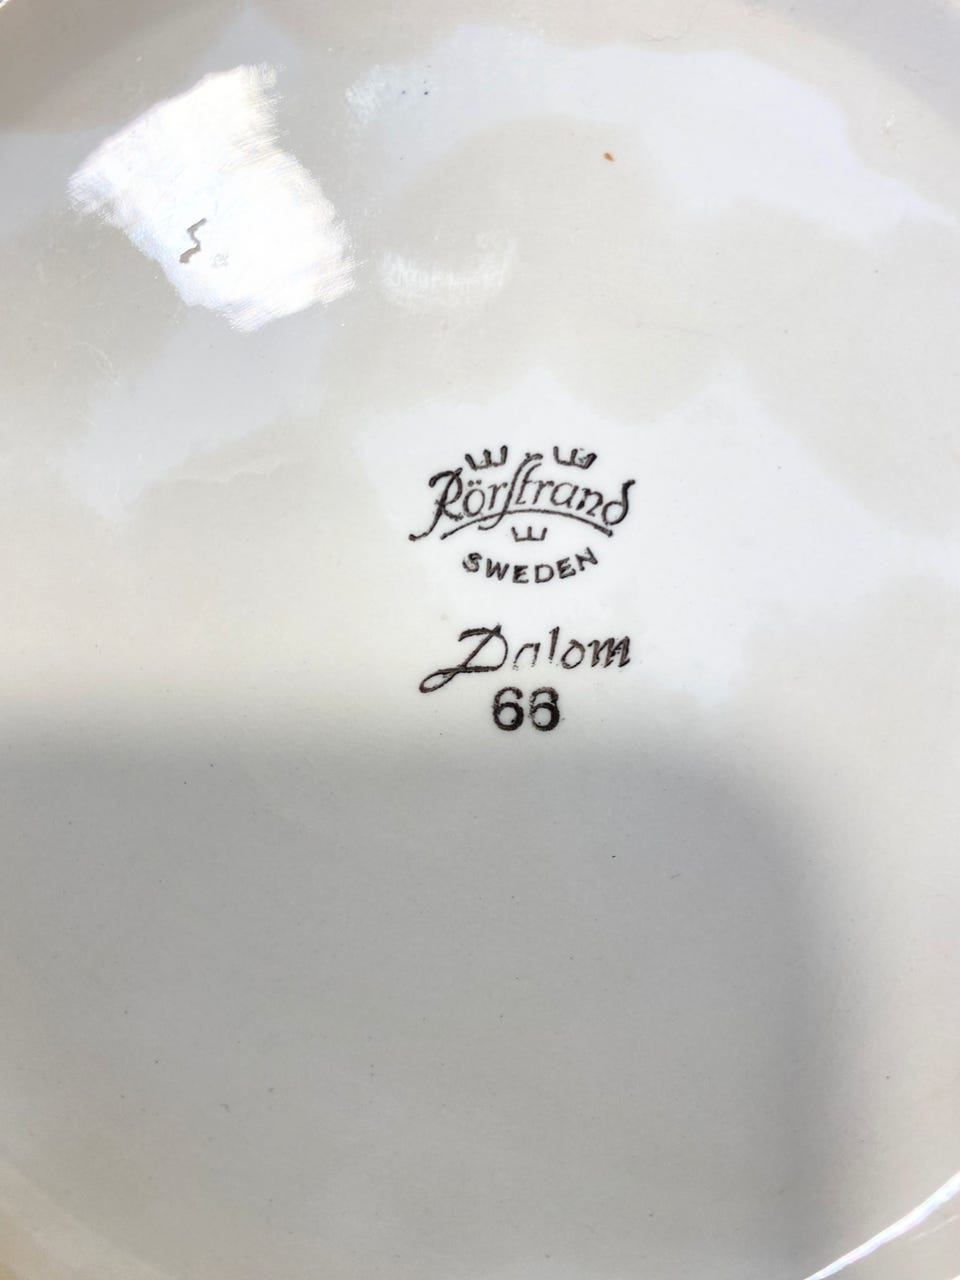 Rörstrand
SWEDEN
Dalom
66